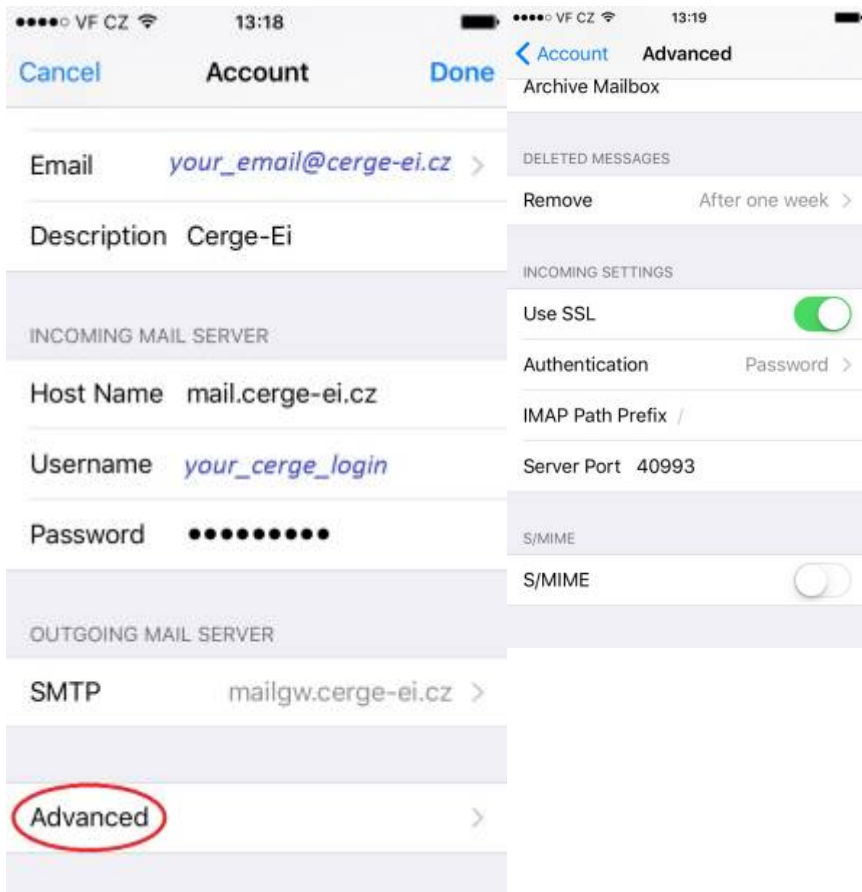 VF CZ 13:18
Cancel Account Done
Email your_email@cerge-ei.cz
Description Cerge-Ei
INCOMING MAIL SERVER
Host Name mail.cerge-ei.cz
Username your_cerge_login
Password •••••••••
OUTGOING MAIL SERVER
SMTP mailgw.cerge-ei.cz
Advanced
VF CZ 13:19
Account Advanced
Archive Mailbox
DELETED MESSAGES
Remove After one week
INCOMING SETTINGS
Use SSL
Authentication Password
IMAP Path Prefix /
Server Port 40993
S/MIME
S/MIME